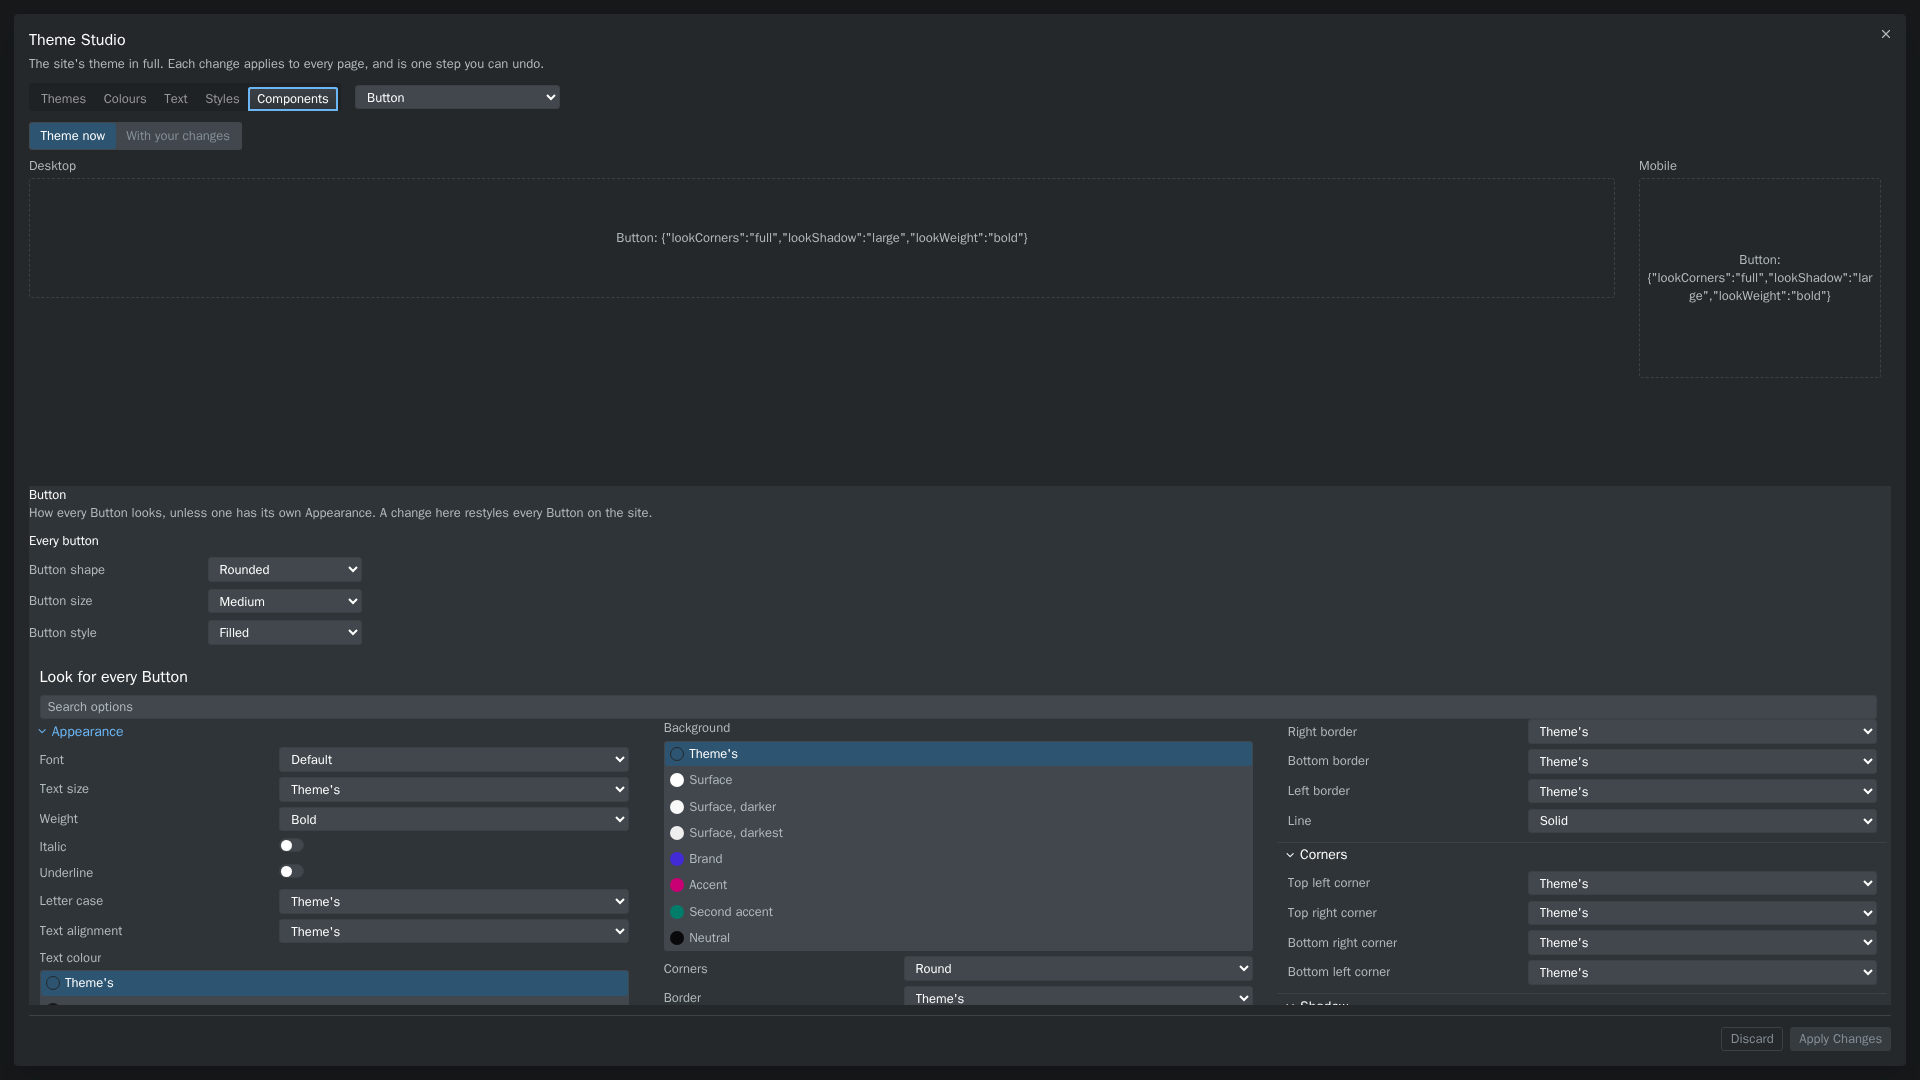 Theme Studio
The site's theme in full. Each change applies to every page, and is one step you can undo.
Themes
Colours
Text
Styles
Components
Button
Theme now
With your changes
Desktop
Mobile
Button: {"lookCorners":"full","lookShadow":"large","lookWeight":"bold"}
Button:
{"lookCorners":"full","lookShadow":"lar
ge","lookWeight":"bold"}
Button
How every Button looks, unless one has its own Appearance. A change here restyles every Button on the site.
Every button
Button shape
Rounded
Button size
Medium
Button style
Filled
Look for every Button
Search options
Appearance
Font
Default
Text size
Theme's
Weight
Bold
Italic
Underline
Letter case
Theme's
Text alignment
Theme's
Text colour
Theme's
Background
Theme's
Surface
Surface, darker
Surface, darkest
Brand
Accent
Second accent
Neutral
Corners
Round
Border
Theme's
Right border
Theme's
Bottom border
Theme's
Left border
Theme's
Line
Solid
Corners
Top left corner
Theme's
Top right corner
Theme's
Bottom right corner
Theme's
Bottom left corner
Theme's
Shadow
Discard
Apply Changes